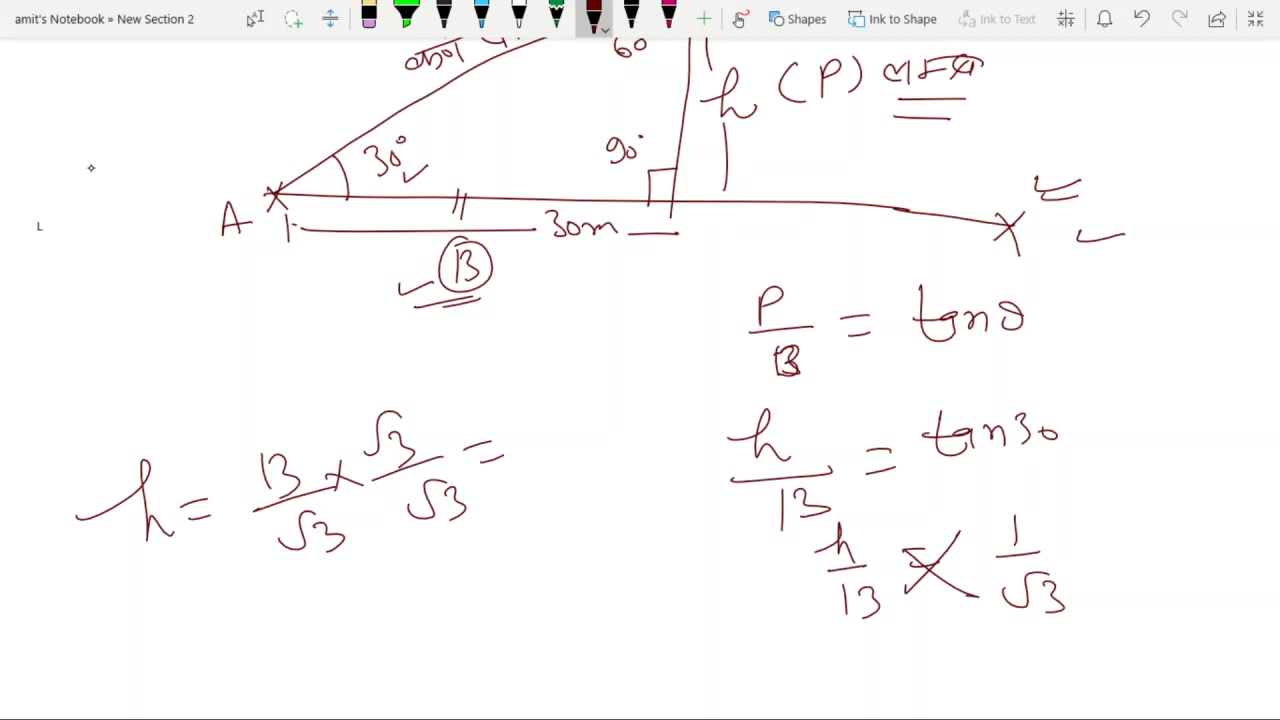 amit's Notebook » New Section 2
Shapes
Ink to Shape
Ink to Text
60
h (P) लम्ब
30°
90°
A
30m
B
P/B = tanθ
h/13 = tan30
h = 13/√3 × √3/√3 =
h/13 1/√3